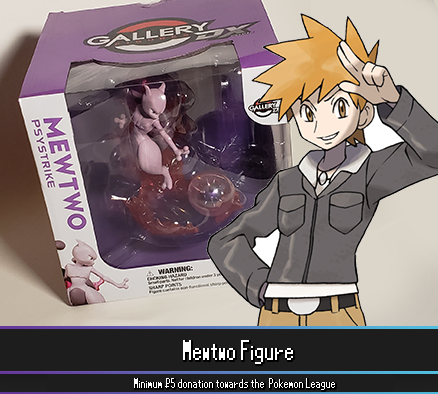 GALLERY DX
MEWTWO
PSYSTRIKE
GALLERY
DX
WARNING:
CHOKING HAZARD
SHARP POINTS
Mewtwo Figure
Minimum £5 donation towards the Pokemon League